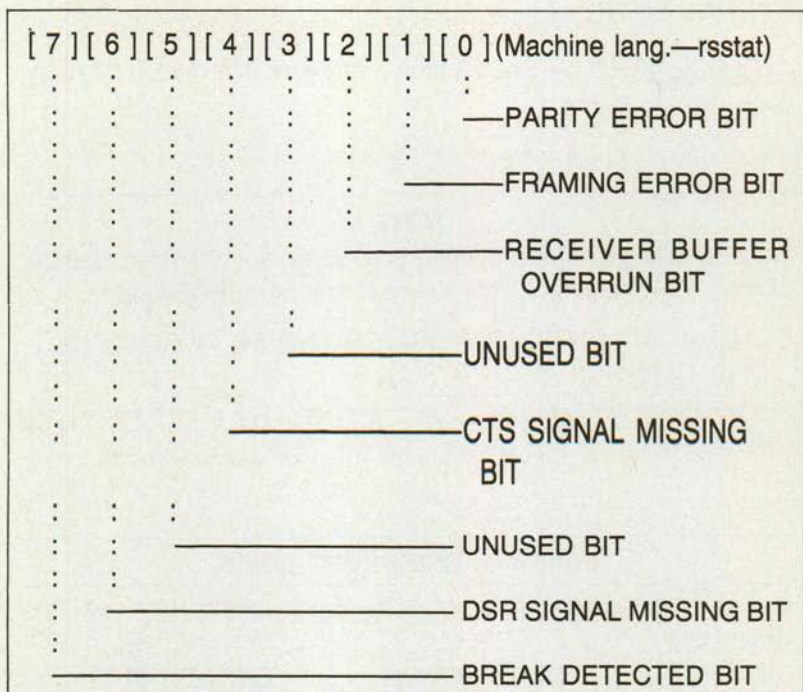 [ 7 ] [ 6 ] [ 5 ] [ 4 ] [ 3 ] [ 2 ] [ 1 ] [ 0 ] (Machine lang.—rsstat)
PARITY ERROR BIT
FRAMING ERROR BIT
RECEIVER BUFFER
OVERRUN BIT
UNUSED BIT
CTS SIGNAL MISSING
BIT
UNUSED BIT
DSR SIGNAL MISSING BIT
BREAK DETECTED BIT